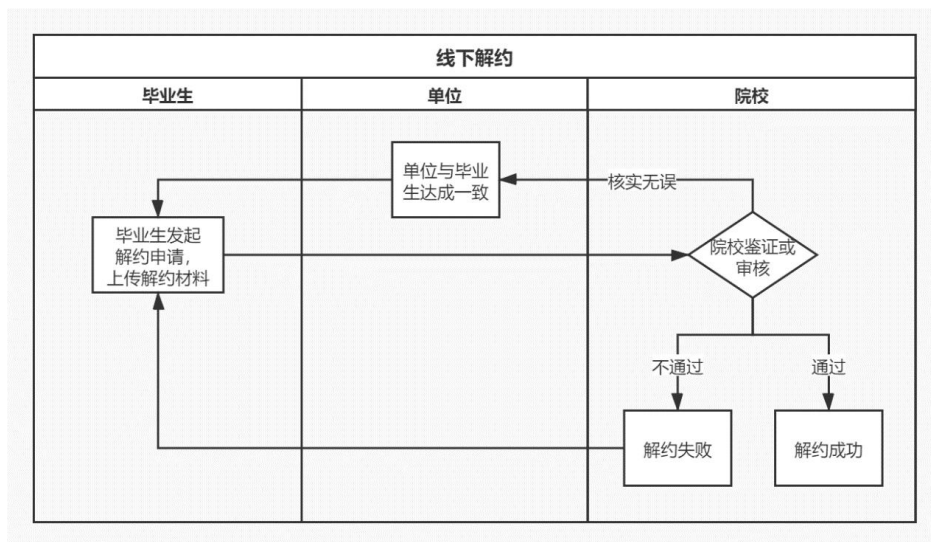 线下解约
毕业生
单位
院校
单位与毕业
生达成一致
核实无误
毕业生发起
解约申请，
上传解约材料
院校鉴证或
审核
不通过
通过
解约失败
解约成功